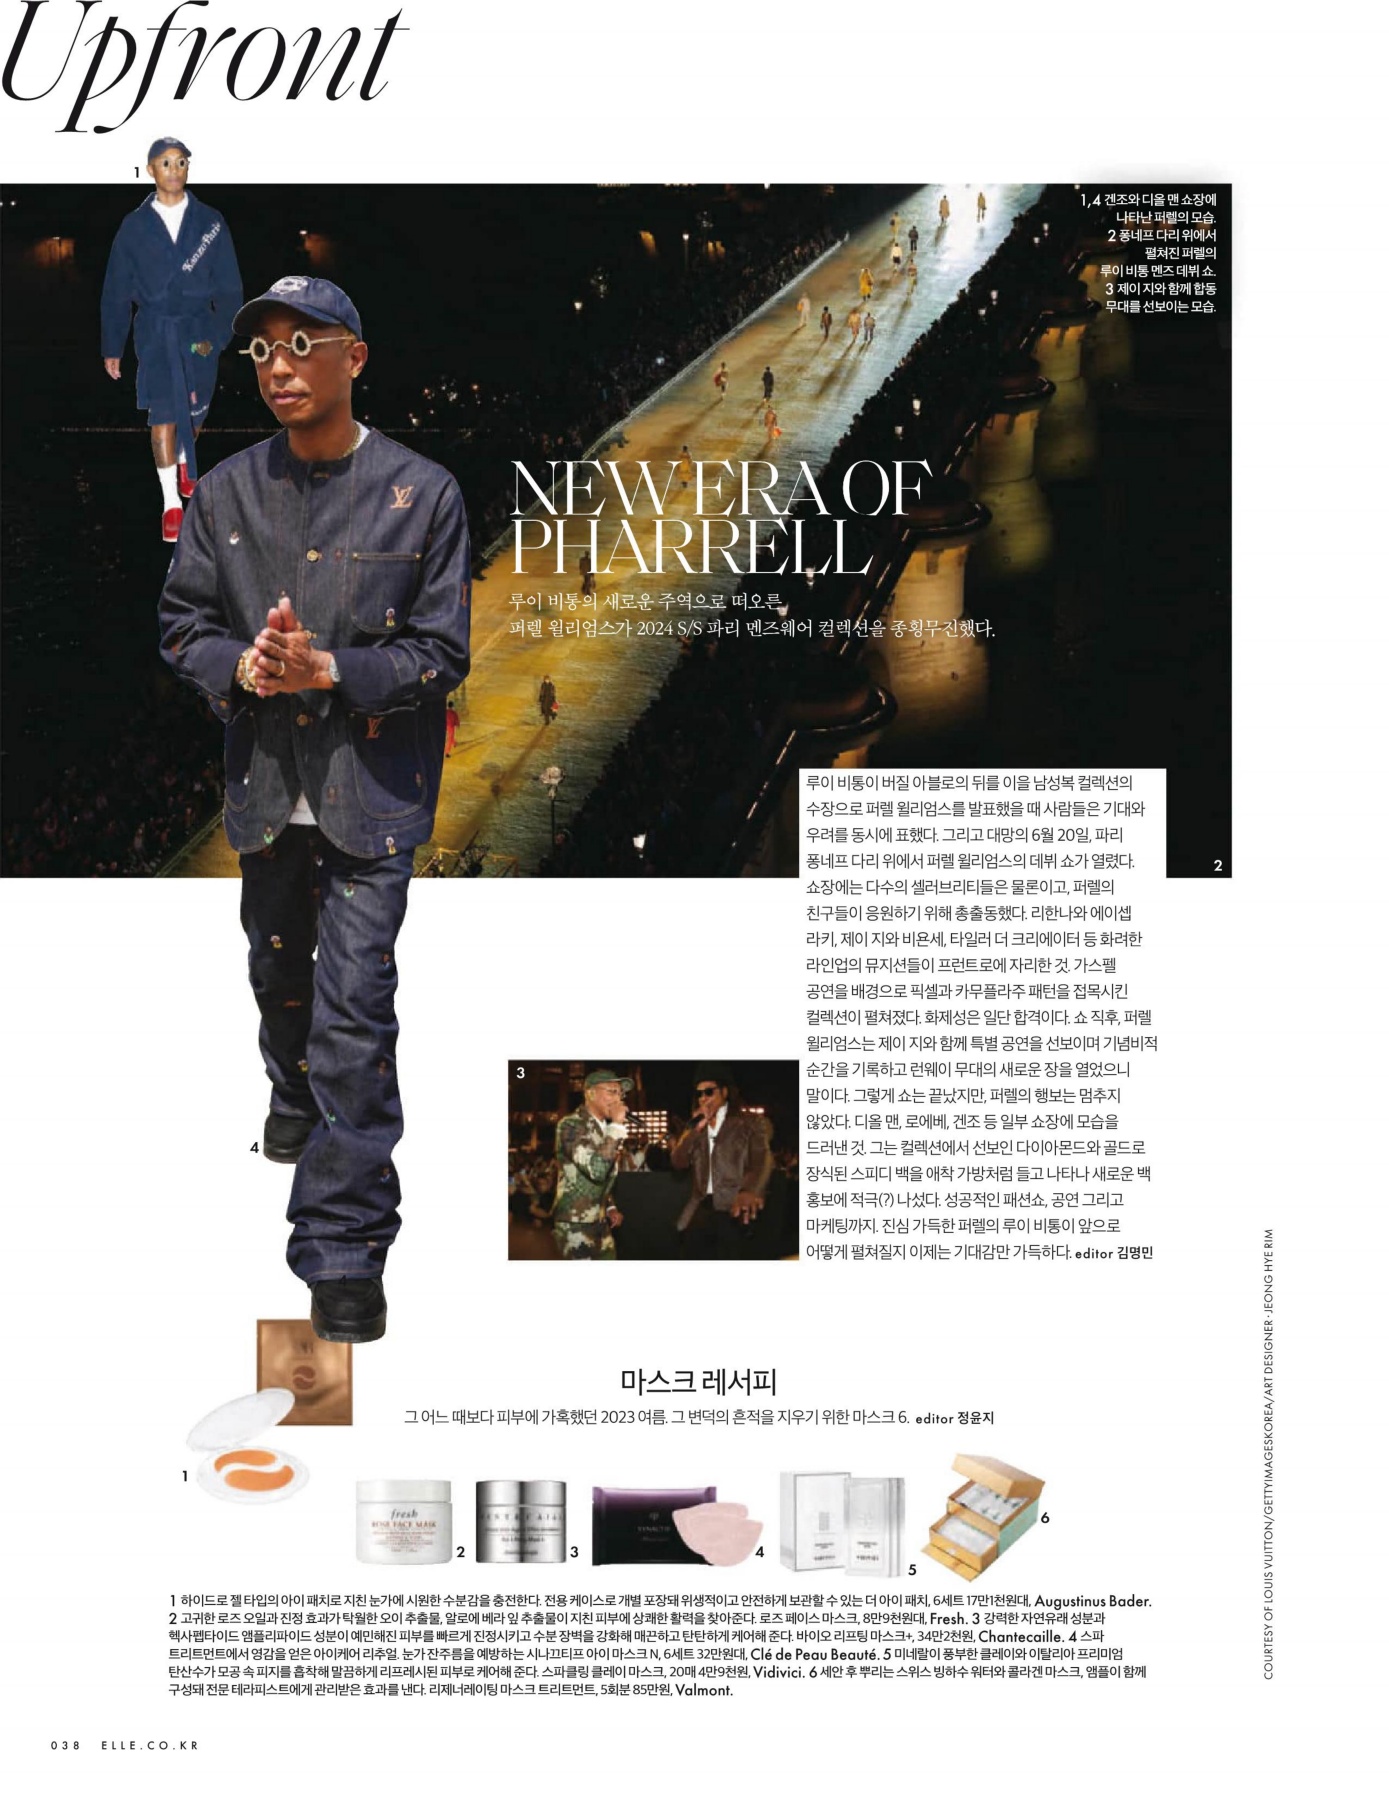 Upfront
1
1,4 겐조와 디올 맨 쇼장에
나타난 퍼렐의 모습.
2 퐁네프 다리 위에서
펼쳐진 퍼렐의
루이 비통 멘즈 데뷔 쇼.
3 제이 지와 함께 합동
무대를 선보이는 모습.
Kenzo Paris
NEW ERA OF
PHARRELL
루이 비통의 새로운 주역으로 떠오른
퍼렐 윌리엄스가 2024 S/S 파리 멘즈웨어 컬렉션을 종횡무진했다.
루이 비통이 버질 아블로의 뒤를 이을 남성복 컬렉션의
수장으로 퍼렐 윌리엄스를 발표했을 때 사람들은 기대와
우려를 동시에 표했다. 그리고 대망의 6월 20일, 파리
퐁네프 다리 위에서 퍼렐 윌리엄스의 데뷔 쇼가 열렸다.
쇼장에는 다수의 셀러브리티들은 물론이고, 퍼렐의
친구들이 응원하기 위해 총출동했다. 리한나와 에이셉
라키, 제이 지와 비욘세, 타일러 더 크리에이터 등 화려한
라인업의 뮤지션들이 프런트로에 자리한 것. 가스펠
공연을 배경으로 픽셀과 카무플라주 패턴을 접목시킨
컬렉션이 펼쳐졌다. 화제성은 일단 합격이다. 쇼 직후, 퍼렐
윌리엄스는 제이 지와 함께 특별 공연을 선보이며 기념비적
순간을 기록하고 런웨이 무대의 새로운 장을 열었으니
말이다. 그렇게 쇼는 끝났지만, 퍼렐의 행보는 멈추지
않았다. 디올 맨, 로에베, 겐조 등 일부 쇼장에 모습을
드러낸 것. 그는 컬렉션에서 선보인 다이아몬드와 골드로
장식된 스피디 백을 애착 가방처럼 들고 나타나 새로운 백
홍보에 적극(?) 나섰다. 성공적인 패션쇼, 공연 그리고
마케팅까지. 진심 가득한 퍼렐의 루이 비통이 앞으로
어떻게 펼쳐질지 이제는 기대감만 가득하다. editor 김명민
2
3
4
4
마스크 레서피
그 어느 때보다 피부에 가혹했던 2023 여름. 그 변덕의 흔적을 지우기 위한 마스크 6. editor 정윤지
1
fresh
ROSE FACE MASK
2
3
4
5
6
1 하이드로 젤 타입의 아이 패치로 지친 눈가에 시원한 수분감을 충전한다. 전용 케이스로 개별 포장돼 위생적이고 안전하게 보관할 수 있는 더 아이 패치, 6세트 17만1천원대, Augustinus Bader.
2 고귀한 로즈 오일과 진정 효과가 탁월한 오이 추출물, 알로에 베라 잎 추출물이 지친 피부에 상쾌한 활력을 찾아준다. 로즈 페이스 마스크, 8만9천원대, Fresh. 3 강력한 자연유래 성분과
헥사펩타이드 앰플리파이드 성분이 예민해진 피부를 빠르게 진정시키고 수분 장벽을 강화해 매끈하고 탄탄하게 케어해 준다. 바이오 리프팅 마스크+, 34만2천원, Chantecaille. 4 스파
트리트먼트에서 영감을 얻은 아이케어 리추얼. 눈가 잔주름을 예방하는 시나끄티프 아이 마스크 N, 6세트 32만원대, Clé de Peau Beauté. 5 미네랄이 풍부한 클레이와 이탈리아 프리미엄
탄산수가 모공 속 피지를 흡착해 말끔하게 리프레시된 피부로 케어해 준다. 스파클링 클레이 마스크, 20매 4만9천원, Vidivici. 6 세안 후 뿌리는 스위스 빙하수 워터와 콜라겐 마스크, 앰플이 함께
구성돼 전문 테라피스트에게 관리받은 효과를 낸다. 리제너레이팅 마스크 트리트먼트, 5회분 85만원, Valmont.
COURTESY OF LOUIS VUITTON/GETTYIMAGESKOREA/ART DESIGNER·JEONG HYE RIM
038 ELLE.CO.KR